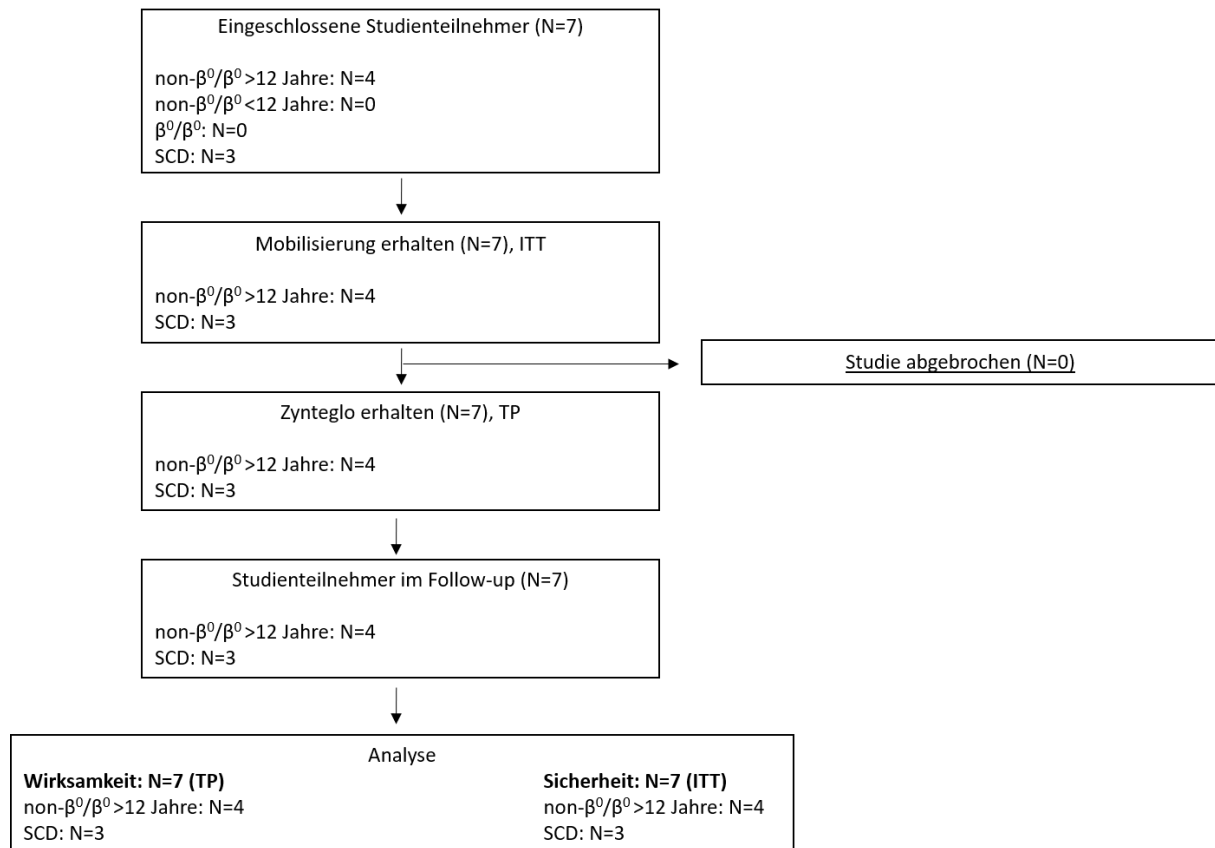 Eingeschlossene Studienteilnehmer (N=7)
non-β⁰/β⁰ >12 Jahre: N=4
non-β⁰/β⁰ <12 Jahre: N=0
β⁰/β⁰: N=0
SCD: N=3
Mobilisierung erhalten (N=7), ITT
non-β⁰/β⁰ >12 Jahre: N=4
SCD: N=3
Studie abgebrochen (N=0)
Zynteglo erhalten (N=7), TP
non-β⁰/β⁰ >12 Jahre: N=4
SCD: N=3
Studienteilnehmer im Follow-up (N=7)
non-β⁰/β⁰ >12 Jahre: N=4
SCD: N=3
Analyse
Wirksamkeit: N=7 (TP)
non-β⁰/β⁰ >12 Jahre: N=4
SCD: N=3
Sicherheit: N=7 (ITT)
non-β⁰/β⁰ >12 Jahre: N=4
SCD: N=3